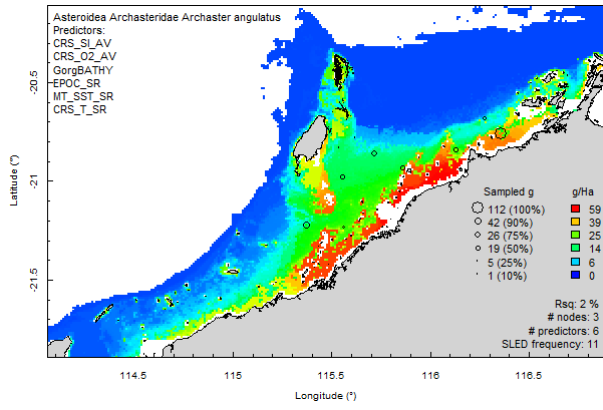 Asteroidea Archasteridae Archaster angulatus
Predictors:
CRS_SI_AV
CRS_O2_AV
GorgBATHY
EPOC_SR
MT_SST_SR
CRS_T_SR
20.5
21
21.5
Latitude (°)
Sampled g g/Ha
112 (100%) 59
42 (90%) 39
26 (75%) 25
19 (50%) 14
5 (25%) 6
1 (10%) 0
Rsq: 2 %
# nodes: 3
# predictors: 6
SLED frequency: 11
114.5 115 115.5 116 116.5
Longitude (°)